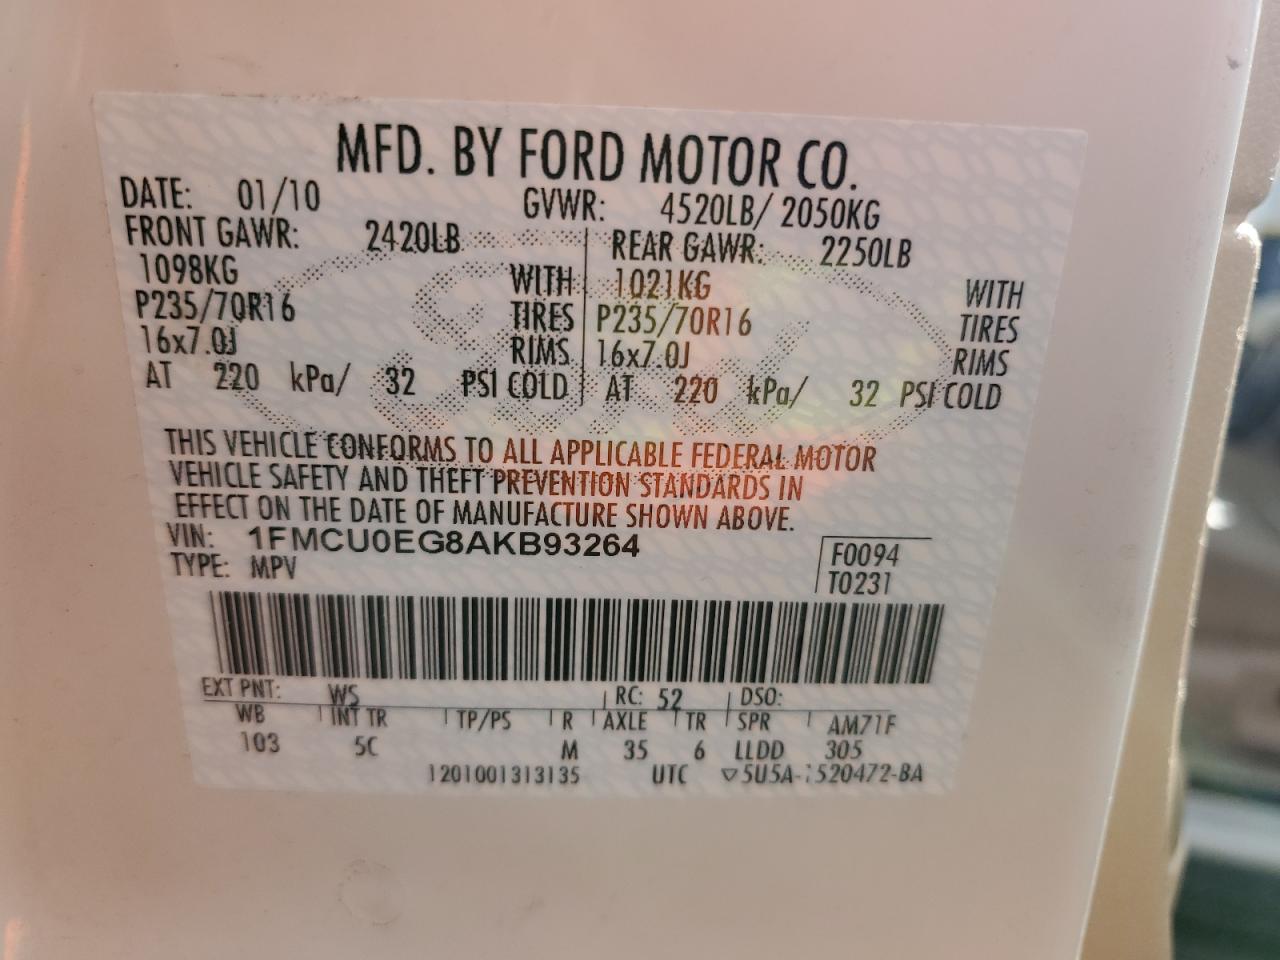 MFD. BY FORD MOTOR CO.
DATE: 01/10 GVWR: 4520LB/ 2050KG
FRONT GAWR: 2420LB REAR GAWR: 2250LB
1098KG WITH 1021KG WITH
P235/70R16 TIRES P235/70R16 TIRES
16x7.0J RIMS 16x7.0J RIMS
AT 220 kPa/ 32 PSI COLD AT 220 kPa/ 32 PSI COLD
THIS VEHICLE CONFORMS TO ALL APPLICABLE FEDERAL MOTOR
VEHICLE SAFETY AND THEFT PREVENTION STANDARDS IN
EFFECT ON THE DATE OF MANUFACTURE SHOWN ABOVE.
VIN: 1FMCU0EG8AKB93264
TYPE: MPV
F0094
T0231
EXT PNT: WS RC: 52 DSO:
WB INT TR TP/PS R AXLE TR SPR AM71F
103 5C M 35 6 LLDD 305
1201001313135 UTC ▽5U5A-1520472-BA